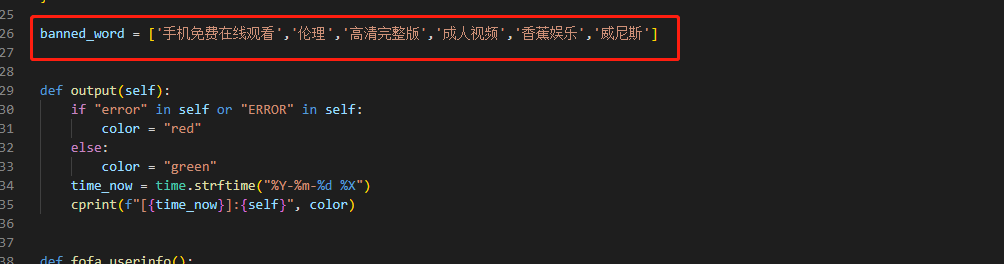 25
26 banned_word = ['手机免费在线观看','伦理','高清完整版','成人视频','香蕉娱乐','威尼斯']
27
28
29 def output(self):
30 if "error" in self or "ERROR" in self:
31 color = "red"
32 else:
33 color = "green"
34 time_now = time.strftime("%Y-%m-%d %X")
35 cprint(f"[{time_now}]:{self}", color)
36
37
38 def fofa_userinfo():